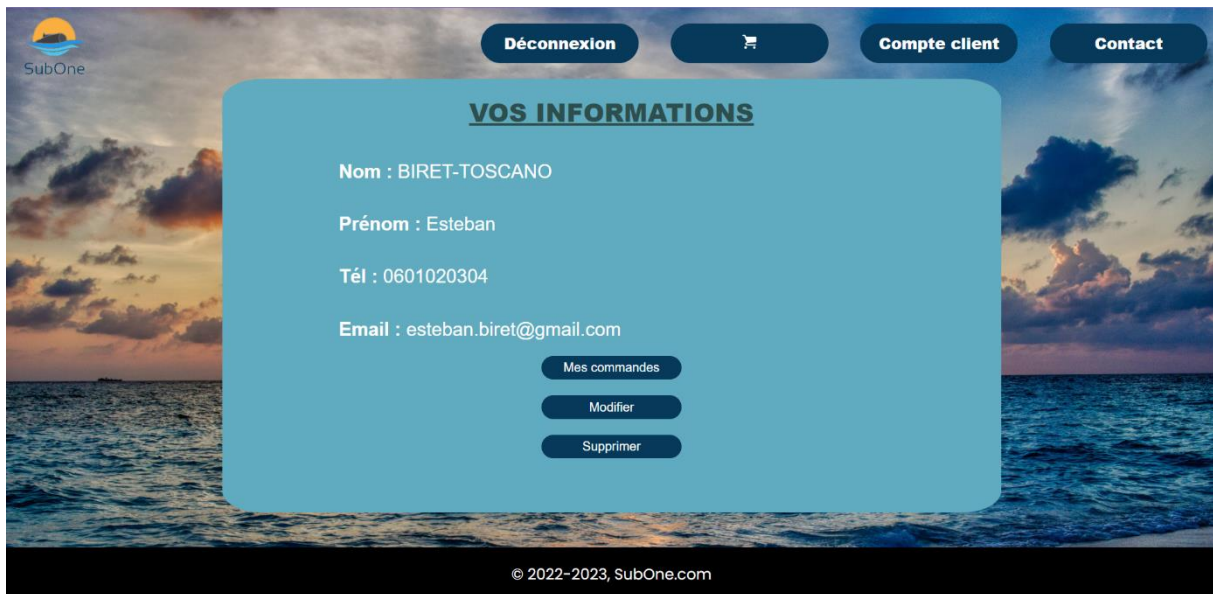 SubOne
Déconnexion
Compte client
Contact
VOS INFORMATIONS
Nom : BIRET-TOSCANO
Prénom : Esteban
Tél : 0601020304
Email : esteban.biret@gmail.com
Mes commandes
Modifier
Supprimer
© 2022-2023, SubOne.com